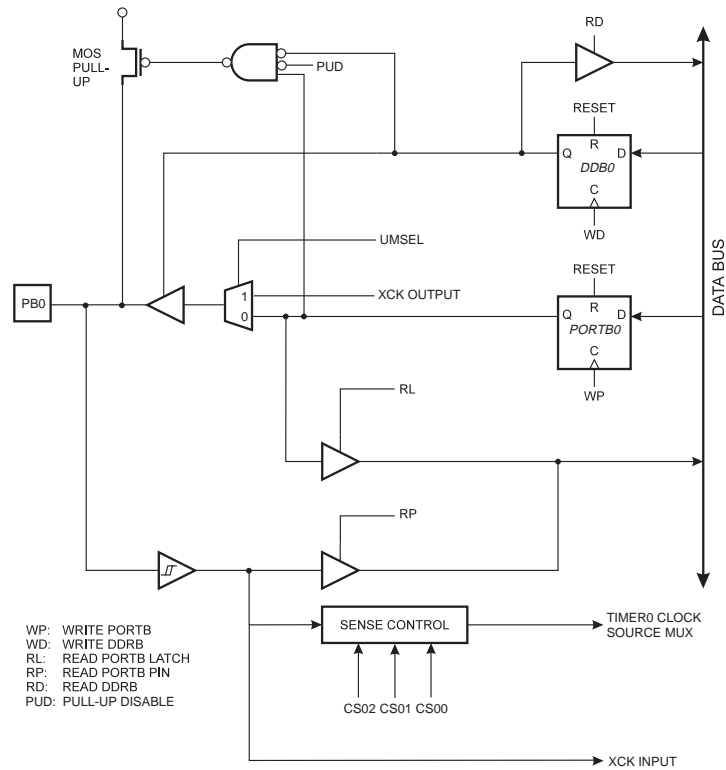 RD
MOS
PULL-
UP
PUD
RESET
R
Q
D
DDB0
C
WD
UMSEL
RESET
PB0
1
XCK OUTPUT
0
R
Q
D
PORTB0
C
WP
DATA BUS
RL
RP
SENSE CONTROL
TIMER0 CLOCK
SOURCE MUX
WP: WRITE PORTB
WD: WRITE DDRB
RL: READ PORTB LATCH
RP: READ PORTB PIN
RD: READ DDRB
PUD: PULL-UP DISABLE
CS02 CS01 CS00
XCK INPUT